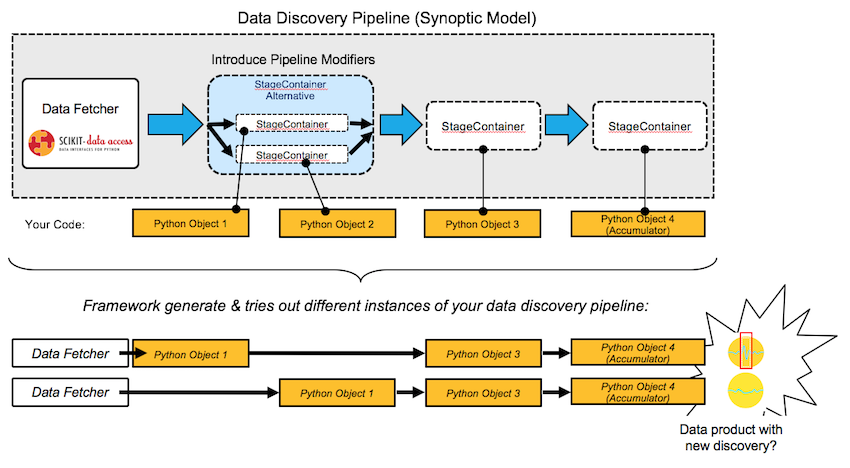 Data Discovery Pipeline (Synoptic Model)
Introduce Pipeline Modifiers
Data Fetcher
SCIKIT-data access
DATA INTERFACES FOR PYTHON
StageContainer
Alternative
StageContainer
StageContainer
StageContainer
StageContainer
Your Code:
Python Object 1
Python Object 2
Python Object 3
Python Object 4
(Accumulator)
Framework generate & tries out different instances of your data discovery pipeline:
Data Fetcher
Python Object 1
Python Object 3
Python Object 4
(Accumulator)
Data Fetcher
Python Object 1
Python Object 3
Python Object 4
(Accumulator)
Data product with
new discovery?